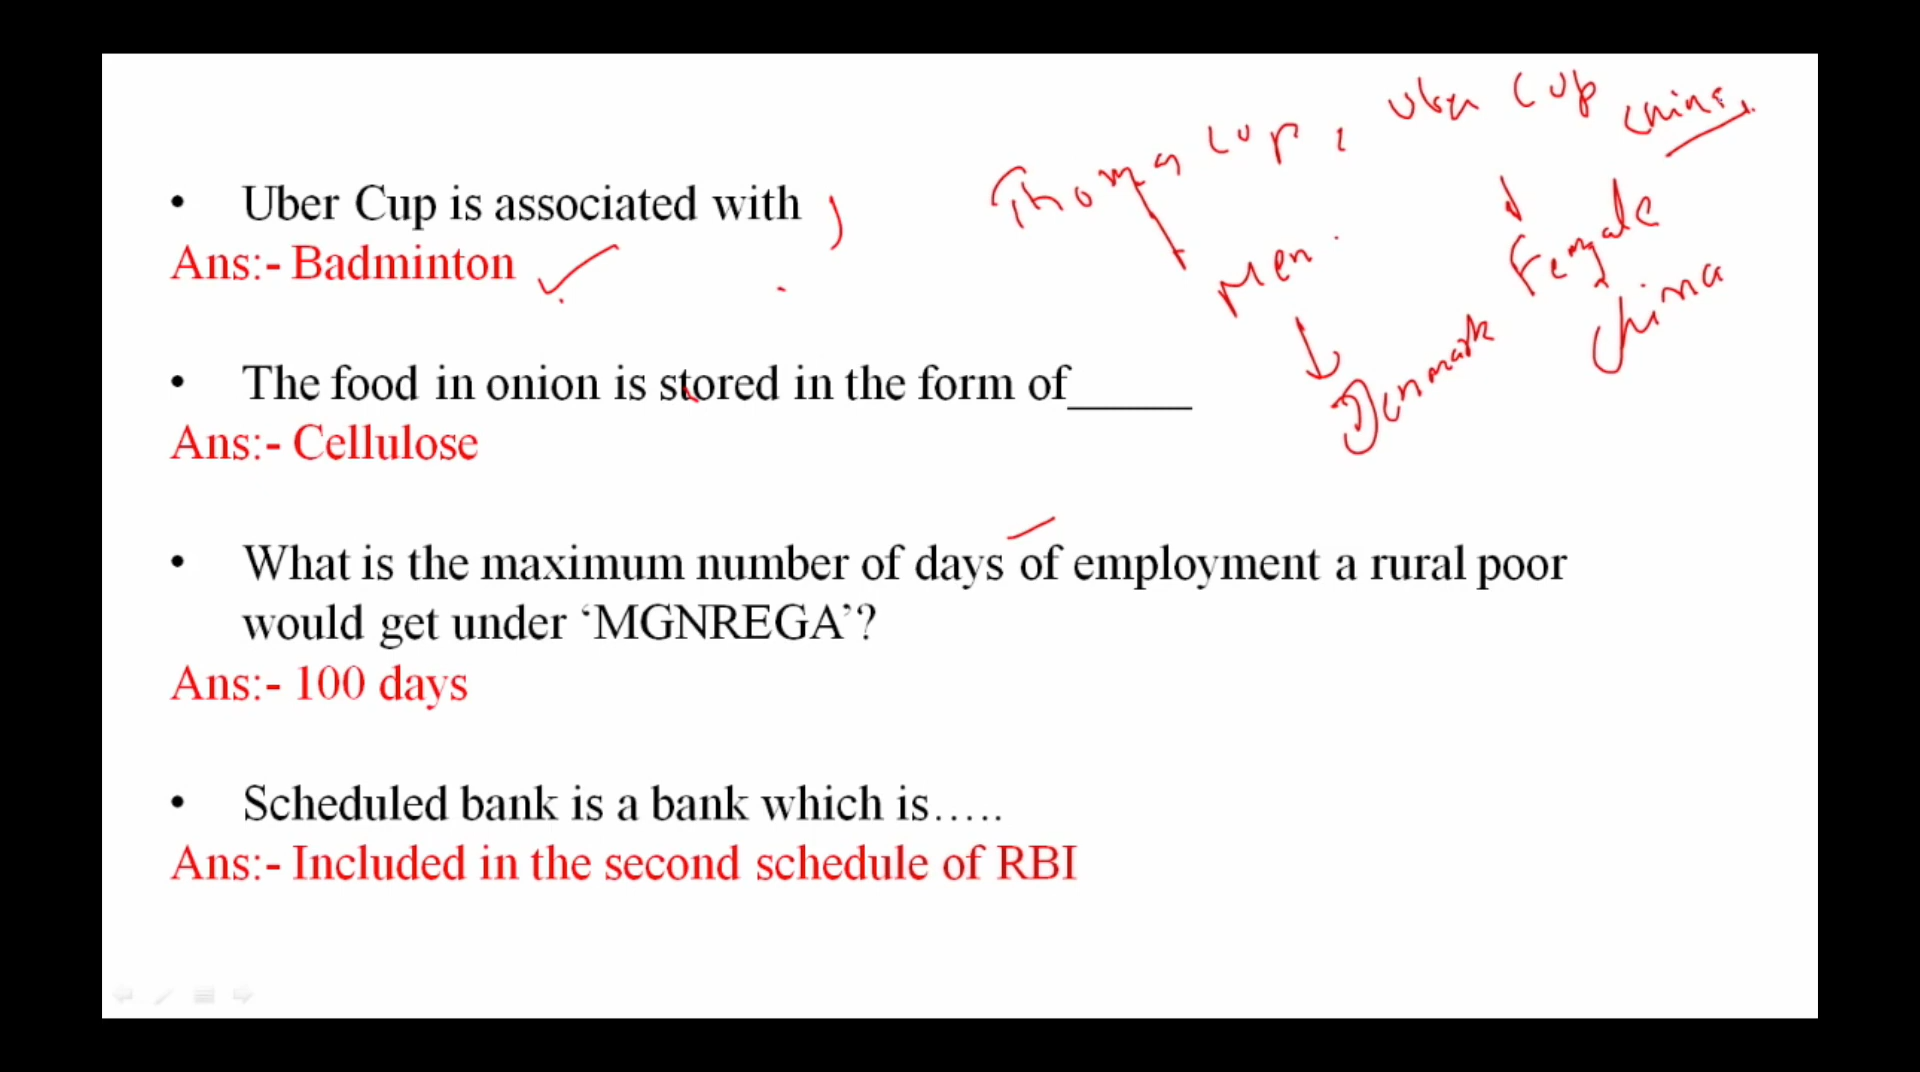 Thomas Cup, Uber Cup China
• Uber Cup is associated with
Ans:- Badminton
Men
Female
Denmark
China
• The food in onion is stored in the form of_____
Ans:- Cellulose
• What is the maximum number of days of employment a rural poor
would get under ‘MGNREGA’?
Ans:- 100 days
• Scheduled bank is a bank which is…..
Ans:- Included in the second schedule of RBI